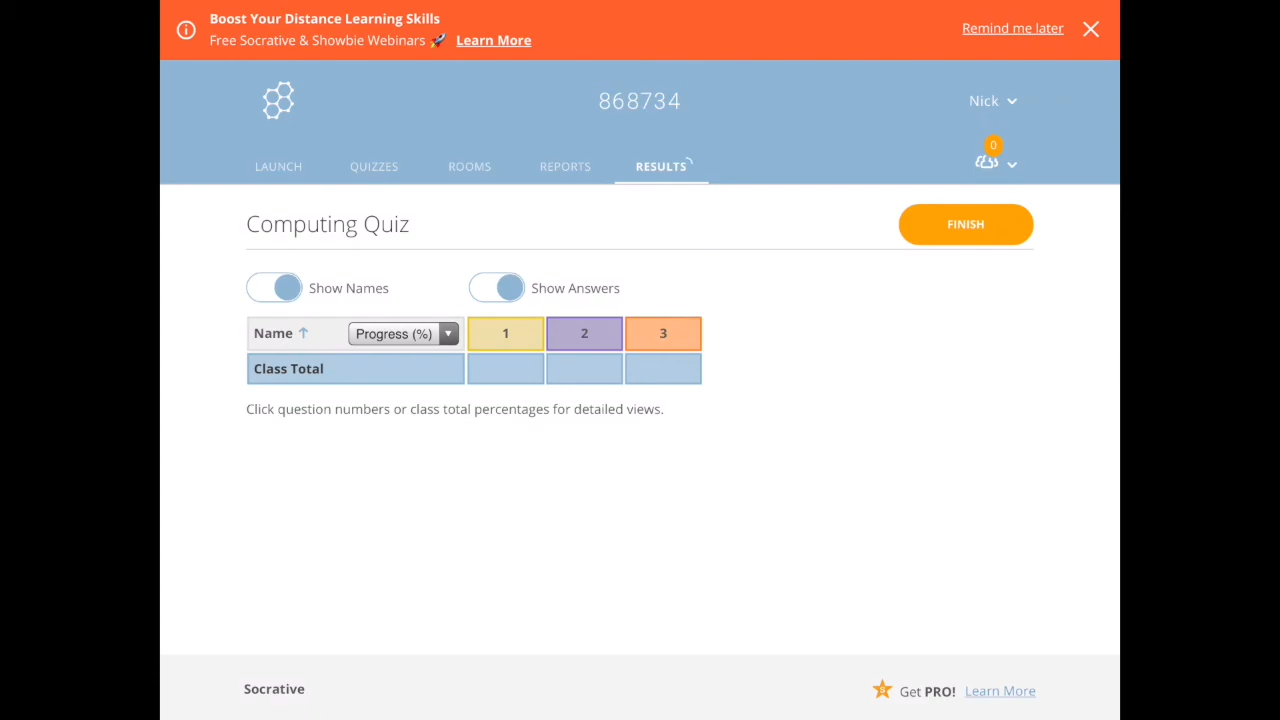 Boost Your Distance Learning Skills
Free Socrative & Showbie Webinars 🚀 Learn More
Remind me later
868734
Nick
0
LAUNCH QUIZZES ROOMS REPORTS RESULTS
Computing Quiz
FINISH
Show Names Show Answers
Name ↑ Progress (%) 1 2 3
Class Total
Click question numbers or class total percentages for detailed views.
Socrative
Get PRO! Learn More